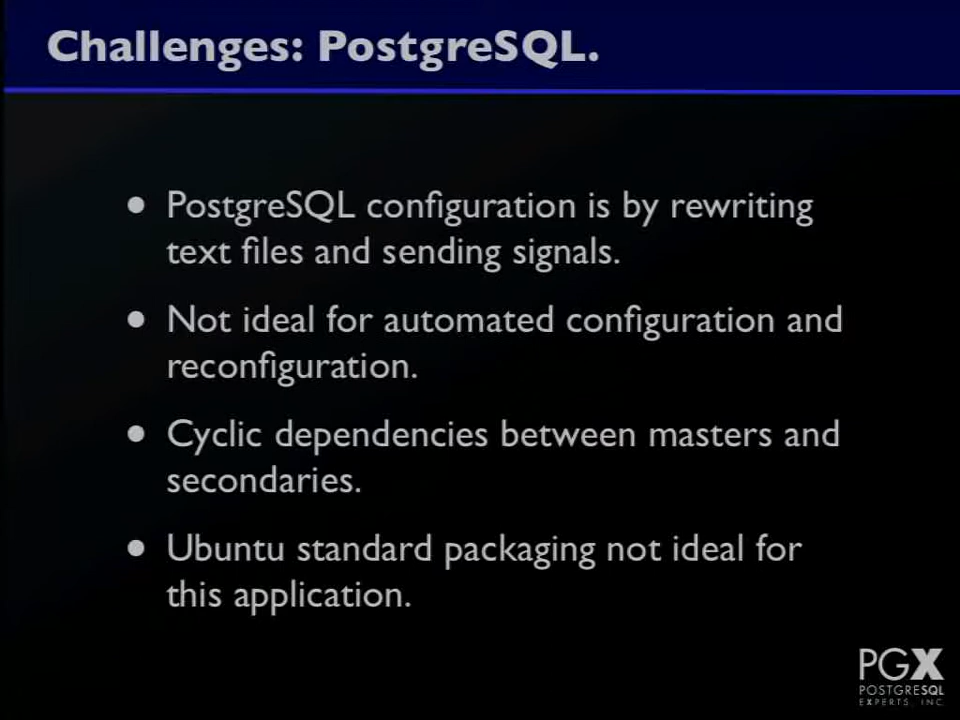 Challenges: PostgreSQL.
• PostgreSQL configuration is by rewriting
text files and sending signals.
• Not ideal for automated configuration and
reconfiguration.
• Cyclic dependencies between masters and
secondaries.
• Ubuntu standard packaging not ideal for
this application.
PGX
POSTGRESQL
EXPERTS, INC.